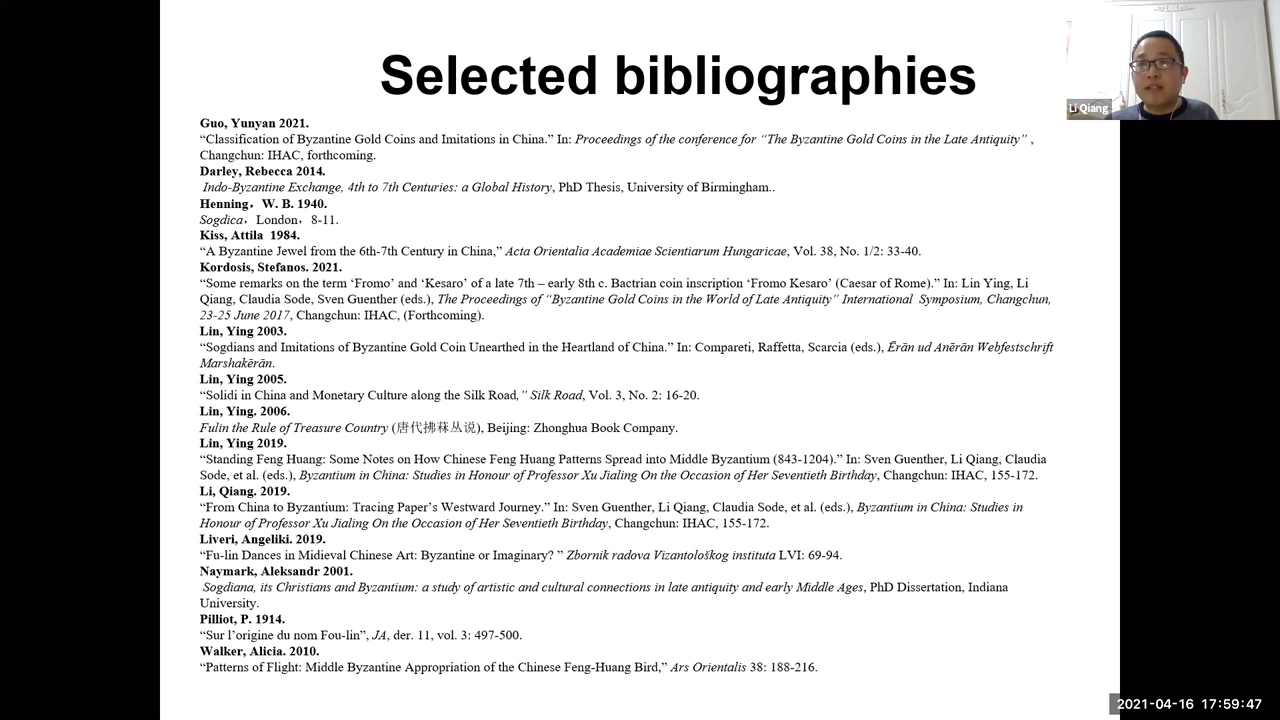 Selected bibliographies
Li Qiang
Guo, Yunyan 2021.
“Classification of Byzantine Gold Coins and Imitations in China.” In: Proceedings of the conference for “The Byzantine Gold Coins in the Late Antiquity” ,
Changchun: IHAC, forthcoming.
Darley, Rebecca 2014.
Indo-Byzantine Exchange, 4th to 7th Centuries: a Global History, PhD Thesis, University of Birmingham..
Henning，W. B. 1940.
Sogdica，London，8-11.
Kiss, Attila 1984.
“A Byzantine Jewel from the 6th-7th Century in China,” Acta Orientalia Academiae Scientiarum Hungaricae, Vol. 38, No. 1/2: 33-40.
Kordosis, Stefanos. 2021.
“Some remarks on the term ‘Fromo’ and ‘Kesaro’ of a late 7th – early 8th c. Bactrian coin inscription ‘Fromo Kesaro’ (Caesar of Rome).” In: Lin Ying, Li
Qiang, Claudia Sode, Sven Guenther (eds.), The Proceedings of “Byzantine Gold Coins in the World of Late Antiquity” International Symposium, Changchun,
23-25 June 2017, Changchun: IHAC, (Forthcoming).
Lin, Ying 2003.
“Sogdians and Imitations of Byzantine Gold Coin Unearthed in the Heartland of China.” In: Compareti, Raffetta, Scarcia (eds.), Ērān ud Anērān Webfestschrift
Marshakērān.
Lin, Ying 2005.
“Solidi in China and Monetary Culture along the Silk Road,” Silk Road, Vol. 3, No. 2: 16-20.
Lin, Ying. 2006.
Fulin the Rule of Treasure Country (唐代拂菻丛说), Beijing: Zhonghua Book Company.
Lin, Ying 2019.
“Standing Feng Huang: Some Notes on How Chinese Feng Huang Patterns Spread into Middle Byzantium (843-1204).” In: Sven Guenther, Li Qiang, Claudia
Sode, et al. (eds.), Byzantium in China: Studies in Honour of Professor Xu Jialing On the Occasion of Her Seventieth Birthday, Changchun: IHAC, 155-172.
Li, Qiang. 2019.
“From China to Byzantium: Tracing Paper’s Westward Journey.” In: Sven Guenther, Li Qiang, Claudia Sode, et al. (eds.), Byzantium in China: Studies in
Honour of Professor Xu Jialing On the Occasion of Her Seventieth Birthday, Changchun: IHAC, 155-172.
Liveri, Angeliki. 2019.
“Fu-lin Dances in Medieval Chinese Art: Byzantine or Imaginary? ” Zbornik radova Vizantološkog instituta LVI: 69-94.
Naymark, Aleksandr 2001.
Sogdiana, its Christians and Byzantium: a study of artistic and cultural connections in late antiquity and early Middle Ages, PhD Dissertation, Indiana
University.
Pilliot, P. 1914.
“Sur l’origine du nom Fou-lin”, JA, der. 11, vol. 3: 497-500.
Walker, Alicia. 2010.
“Patterns of Flight: Middle Byzantine Appropriation of the Chinese Feng-Huang Bird,” Ars Orientalis 38: 188-216.
2021-04-16 17:59:47